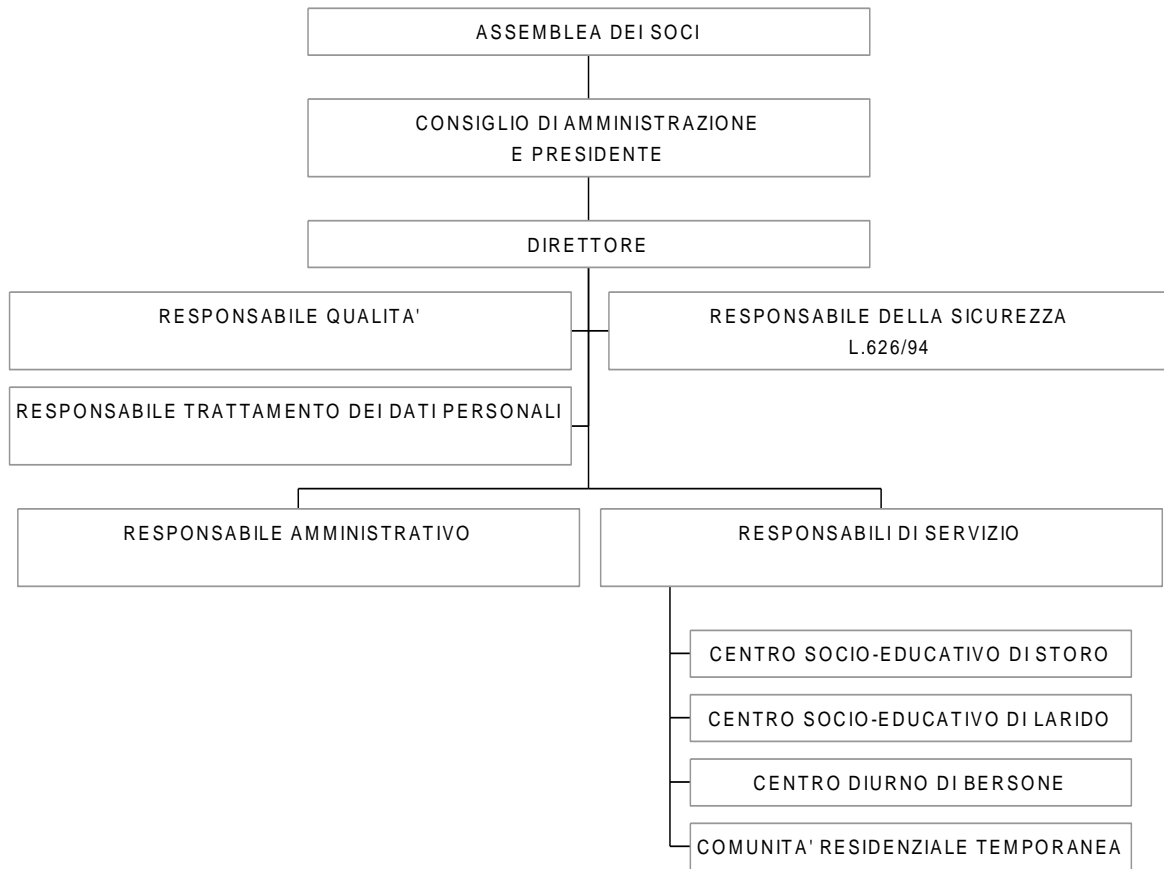 ASSEMBLEA DEI SOCI
CONSIGLIO DI AMMINISTRAZIONE
E PRESIDENTE
DIRETTORE
RESPONSABILE QUALITA'
RESPONSABILE DELLA SICUREZZA
L.626/94
RESPONSABILE TRATTAMENTO DEI DATI PERSONALI
RESPONSABILE AMMINISTRATIVO
RESPONSABILI DI SERVIZIO
CENTRO SOCIO-EDUCATIVO DI STORO
CENTRO SOCIO-EDUCATIVO DI LARIDO
CENTRO DIURNO DI BERSONE
COMUNITA' RESIDENZIALE TEMPORANEA